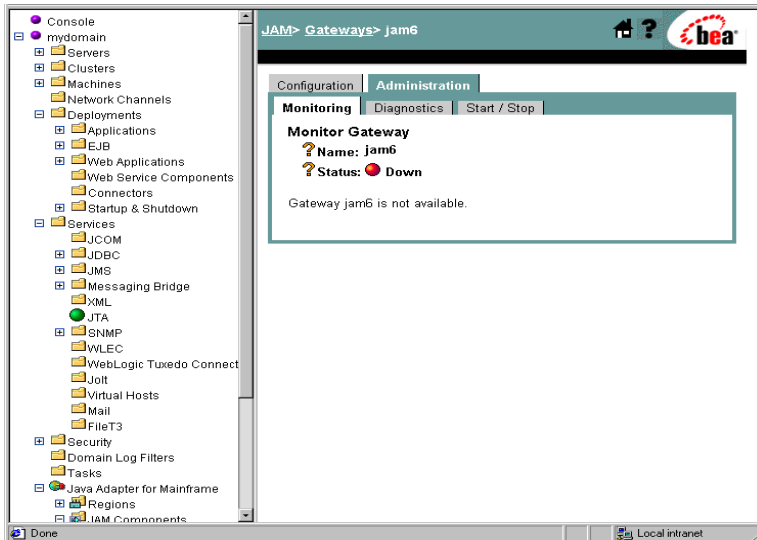 Console
mydomain
Servers
Clusters
Machines
Network Channels
Deployments
Applications
EJB
Web Applications
Web Service Components
Connectors
Startup & Shutdown
Services
JCOM
JDBC
JMS
Messaging Bridge
XML
JTA
SNMP
WLEC
WebLogic Tuxedo Connect
Jolt
Virtual Hosts
Mail
FileT3
Security
Domain Log Filters
Tasks
Java Adapter for Mainframe
Regions
JAM Components
JAM> Gateways> jam6
?
bea
Configuration Administration
Monitoring Diagnostics Start / Stop
Monitor Gateway
? Name: jam6
? Status: Down
Gateway jam6 is not available.
Done
Local intranet